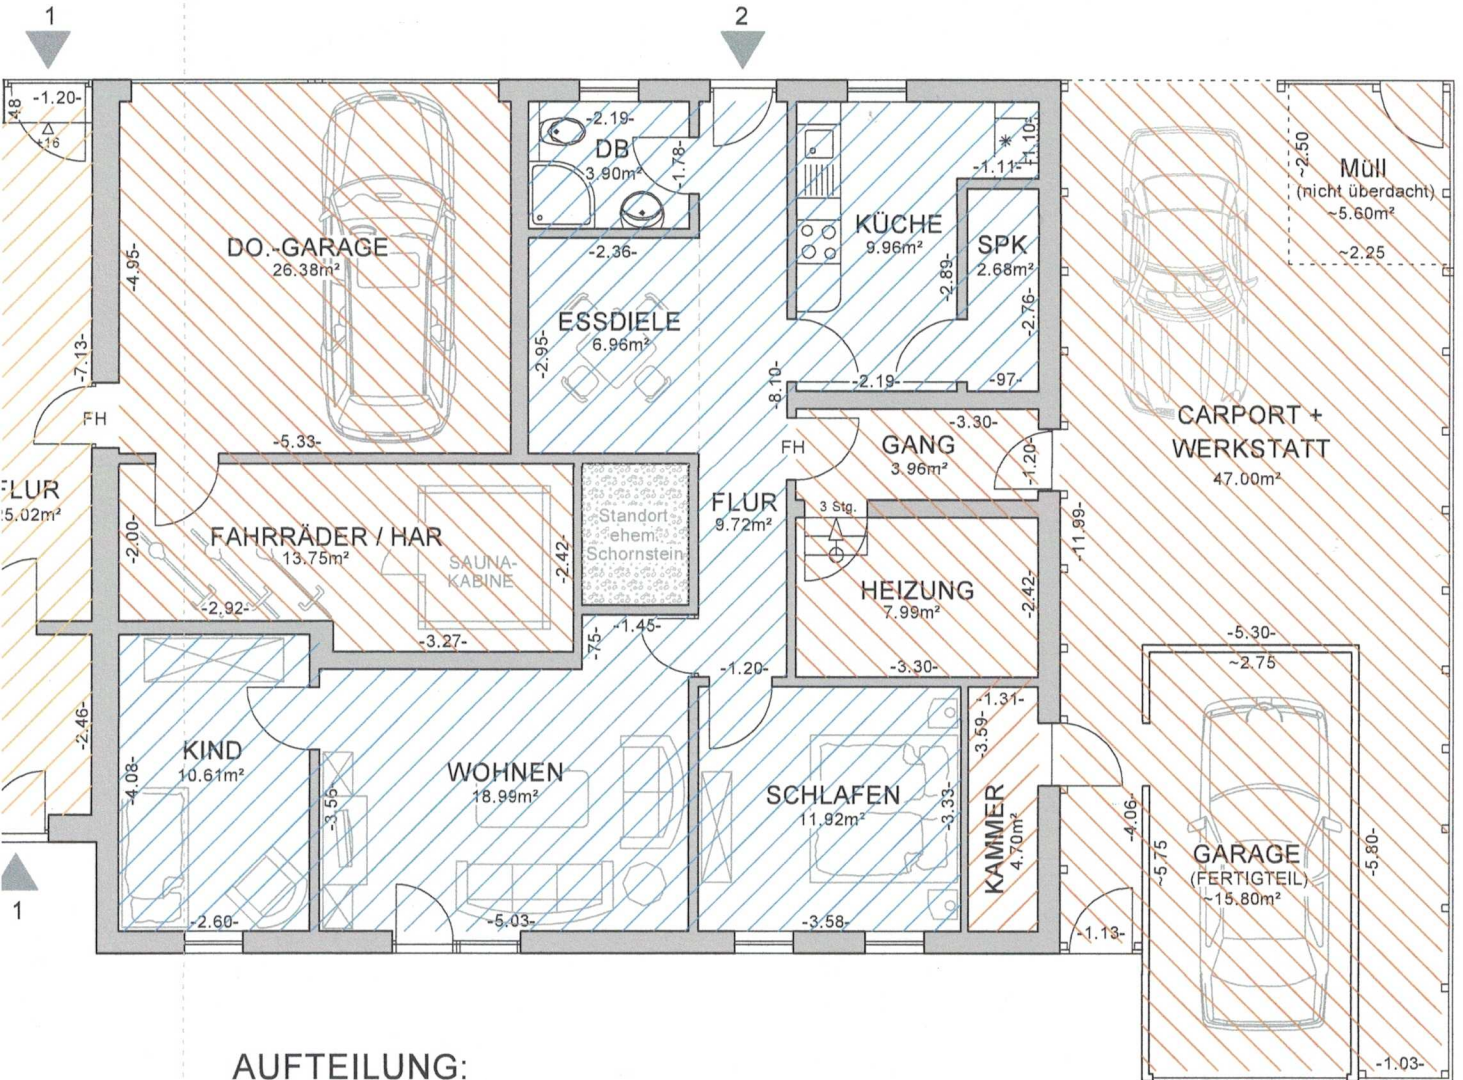 1
2
48
-1.20-
+16
-2.19-
DB
3.90m²
-1.78-
-1.10-
-1.11-
~2.50
Müll
(nicht überdacht)
~5.60m²
~2.25
DO.-GARAGE
26.38m²
-4.95-
-2.36-
KÜCHE
9.96m²
SPK
2.68m²
-2.89-
-2.76-
ESSDIELE
6.96m²
-2.95-
-7.13-
-8.10-
-2.19-
-97-
FH
-5.33-
FH
GANG
3.96m²
-3.30-
-1.20-
CARPORT +
WERKSTATT
47.00m²
FLUR
25.02m²
-2.00-
FAHRRÄDER / HAR
13.75m²
SAUNA-
KABINE
-2.42-
Standort
ehem.
Schornstein
FLUR
9.72m²
3 Stg.
-11.99-
HEIZUNG
7.99m²
-2.42-
-2.92-
-3.27-
-75-
-1.45-
-1.20-
-3.30-
-5.30-
~2.75
-2.46-
KIND
10.61m²
-4.08-
WOHNEN
18.99m²
-3.55-
SCHLAFEN
11.92m²
-3.33-
-1.31-
-3.59-
KAMMER
4.70m²
-4.06-
~5.75
GARAGE
(FERTIGTEIL)
~15.80m²
-5.80-
1
-2.60-
-5.03-
-3.58-
-1.13-
-1.03-
AUFTEILUNG: